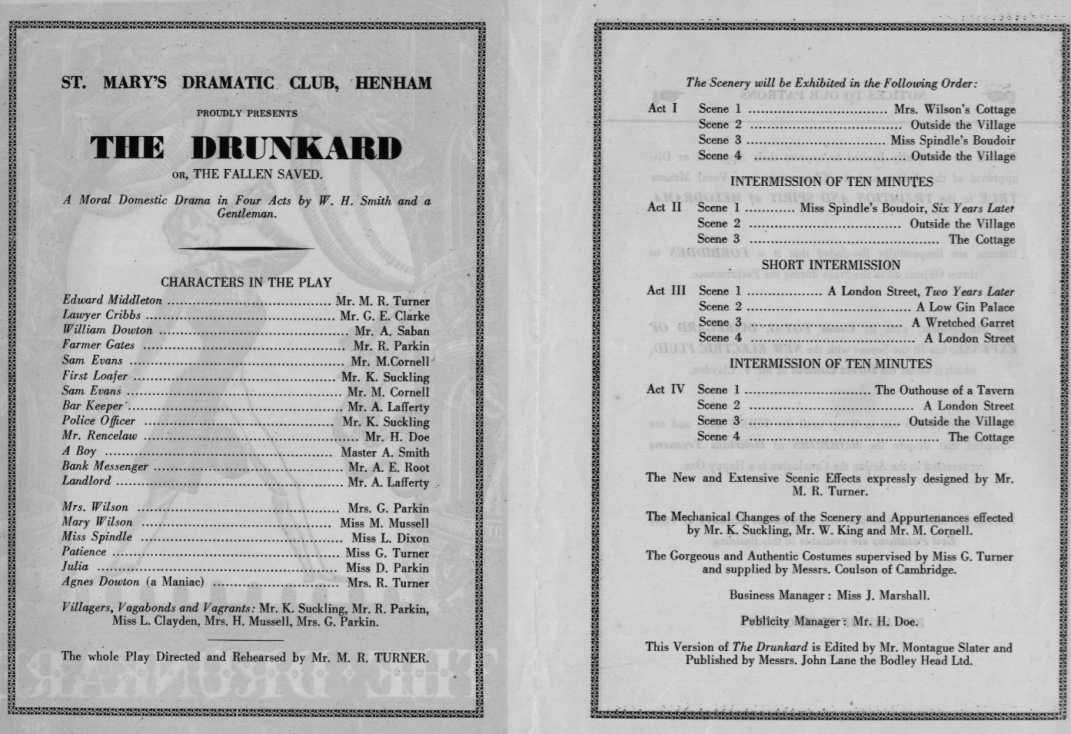 ST. MARY'S DRAMATIC CLUB, HENHAM
PROUDLY PRESENTS
THE DRUNKARD
OR, THE FALLEN SAVED.
A Moral Domestic Drama in Four Acts by W. H. Smith and a
Gentleman.
CHARACTERS IN THE PLAY
Edward Middleton ................ Mr. M. R. Turner
Lawyer Cribbs ................ Mr. G. E. Clarke
William Dowton ................ Mr. A. Saban
Farmer Gates ................ Mr. R. Parkin
Sam Evans ................ Mr. M.Cornell
First Loafer ................ Mr. K. Suckling
Sam Evans ................ Mr. M. Cornell
Bar Keeper ................ Mr. A. Lafferty
Police Officer ................ Mr. K. Suckling
Mr. Rencelaw ................ Mr. H. Doe
A Boy ................ Master A. Smith
Bank Messenger ................ Mr. A. E. Root
Landlord ................ Mr. A. Lafferty
Mrs. Wilson ................ Mrs. G. Parkin
Mary Wilson ................ Miss M. Mussell
Miss Spindle ................ Miss L. Dixon
Patience ................ Miss G. Turner
Julia ................ Miss D. Parkin
Agnes Dowton (a Maniac) ................ Mrs. R. Turner
Villagers, Vagabonds and Vagrants: Mr. K. Suckling, Mr. R. Parkin,
Miss L. Clayden, Mrs. H. Mussell, Mrs. G. Parkin.
The whole Play Directed and Rehearsed by Mr. M. R. TURNER.
THE DRUNKAR
The Scenery will be Exhibited in the Following Order:
Act I Scene 1 ................ Mrs. Wilson's Cottage
Scene 2 ................ Outside the Village
Scene 3 ................ Miss Spindle's Boudoir
Scene 4 ................ Outside the Village
INTERMISSION OF TEN MINUTES
Act II Scene 1 ............ Miss Spindle's Boudoir, Six Years Later
Scene 2 ................ Outside the Village
Scene 3 ................ The Cottage
SHORT INTERMISSION
Act III Scene 1 ................ A London Street, Two Years Later
Scene 2 ................ A Low Gin Palace
Scene 3 ................ A Wretched Garret
Scene 4 ................ A London Street
INTERMISSION OF TEN MINUTES
Act IV Scene 1 ................ The Outhouse of a Tavern
Scene 2 ................ A London Street
Scene 3 ................ Outside the Village
Scene 4 ................ The Cottage
The New and Extensive Scenic Effects expressly designed by Mr.
M. R. Turner.
The Mechanical Changes of the Scenery and Appurtenances effected
by Mr. K. Suckling, Mr. W. King and Mr. M. Cornell.
The Gorgeous and Authentic Costumes supervised by Miss G. Turner
and supplied by Messrs. Coulson of Cambridge.
Business Manager: Miss J. Marshall.
Publicity Manager: Mr. H. Doe.
This Version of The Drunkard is Edited by Mr. Montague Slater and
Published by Messrs. John Lane the Bodley Head Ltd.